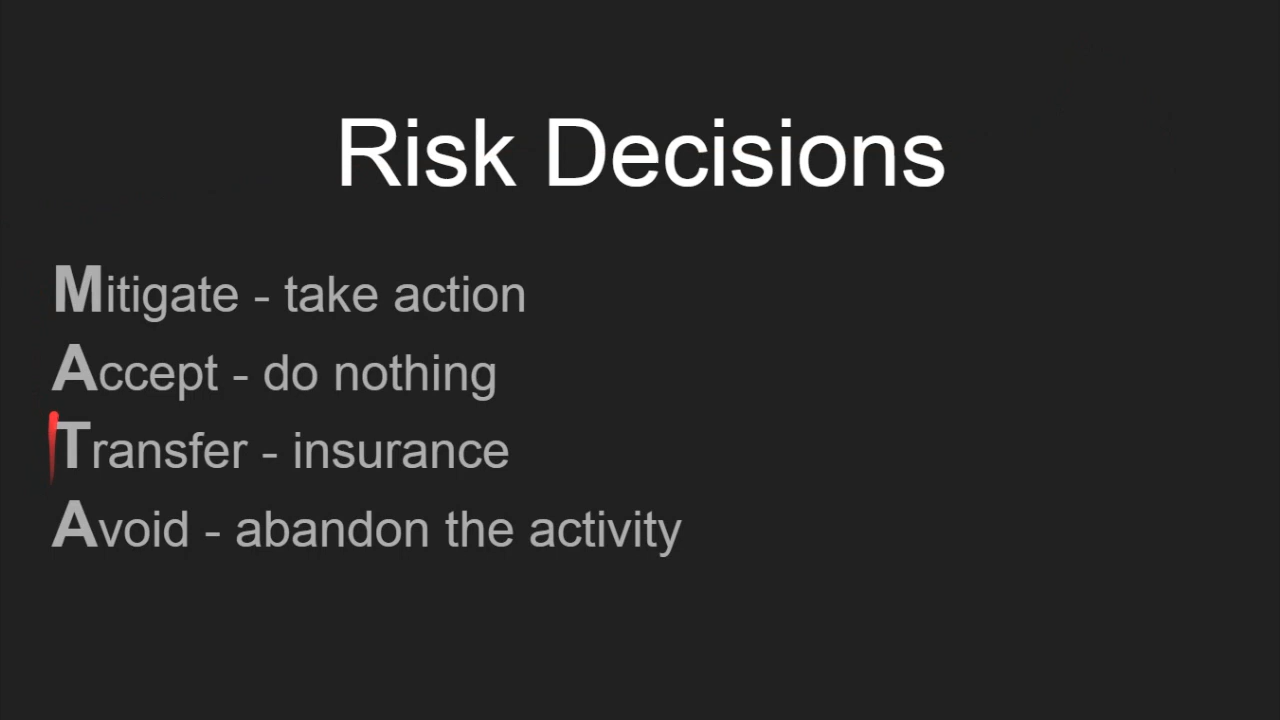 Risk Decisions
Mitigate - take action
Accept - do nothing
Transfer - insurance
Avoid - abandon the activity